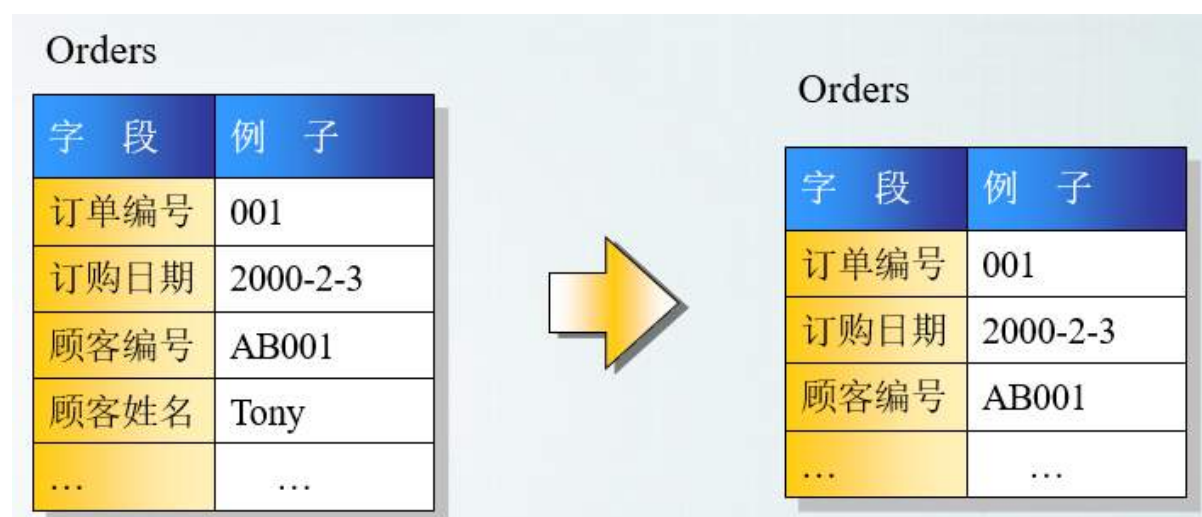 Orders
字 段 例 子
订单编号 001
订购日期 2000-2-3
顾客编号 AB001
顾客姓名 Tony
… …
Orders
字 段 例 子
订单编号 001
订购日期 2000-2-3
顾客编号 AB001
… …